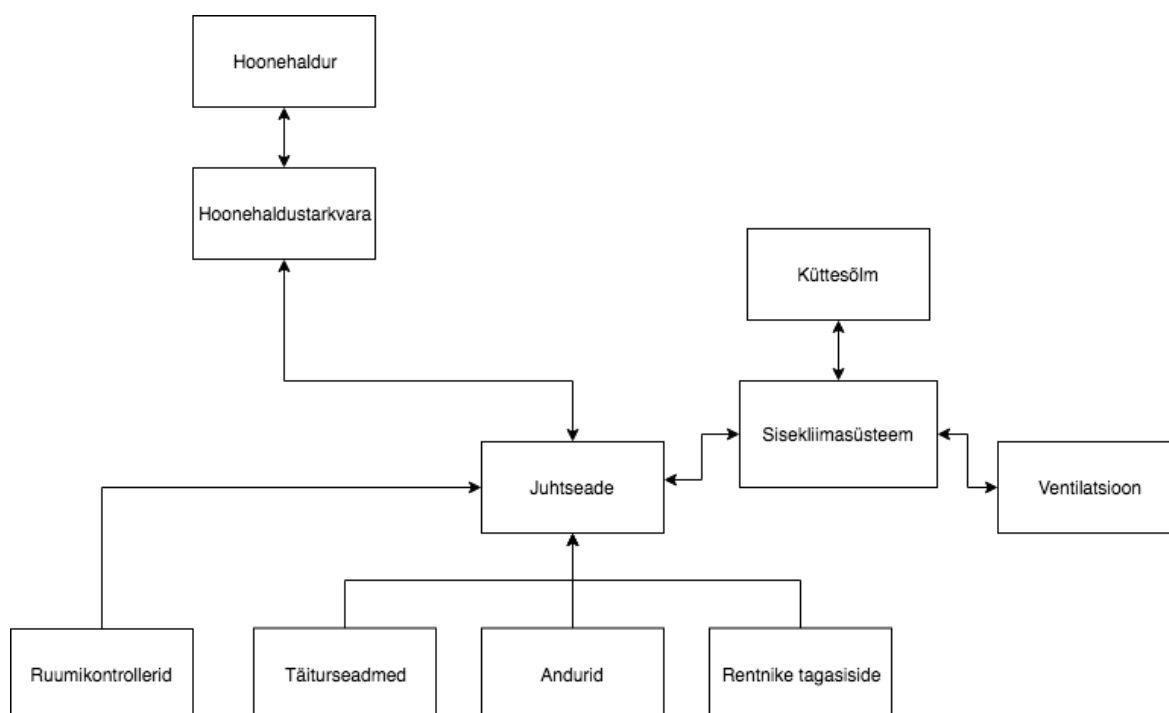 Hoonehaldur
Hoonehaldustarkvara
Küttesõlm
Sisekliimasüsteem
Juhtseade
Ventilatsioon
Ruumikontrollerid
Täiturseadmed
Andurid
Rentnike tagasiside